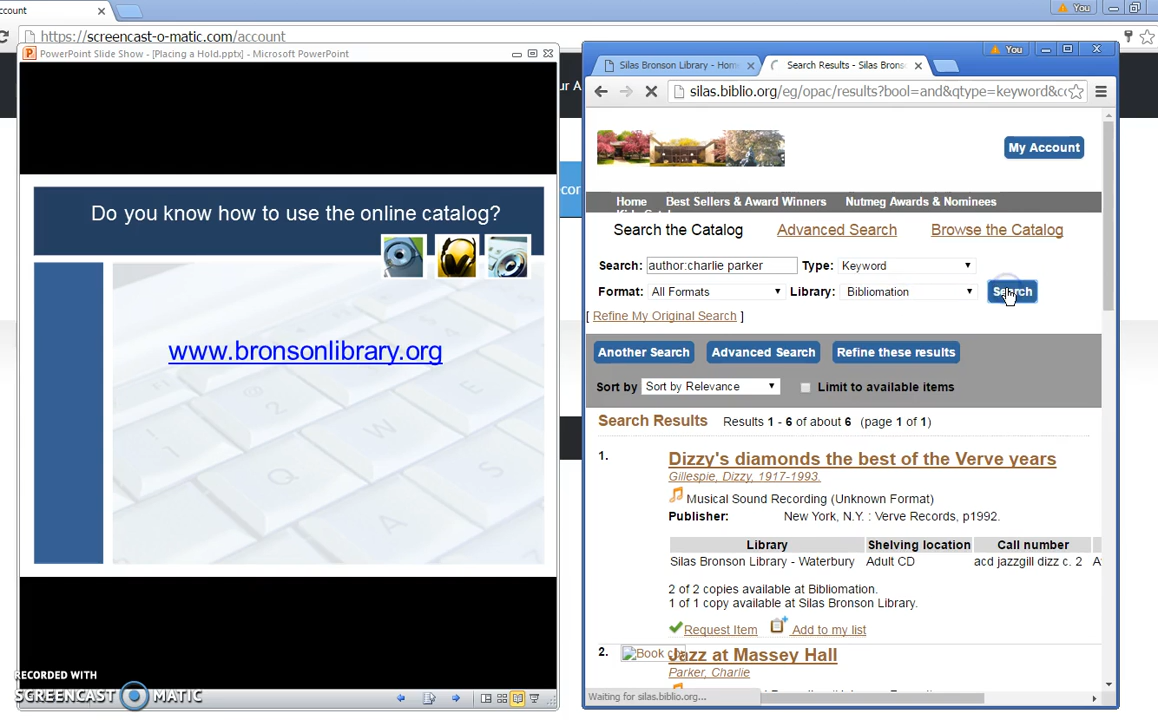 ccount
You
https://screencast-o-matic.com/account
PowerPoint Slide Show - [Placing a Hold.pptx] - Microsoft PowerPoint
ur A
cor
Do you know how to use the online catalog?
www.bronsonlibrary.org
RECORDED WITH
SCREENCAST MATIC
You
Silas Bronson Library - Hom
Search Results - Silas Brons
silas.biblio.org/eg/opac/results?bool=and&qtype=keyword&co
My Account
Home Best Sellers & Award Winners Nutmeg Awards & Nominees
Search the Catalog Advanced Search Browse the Catalog
Search: author:charlie parker Type: Keyword
Format: All Formats Library: Bibliomation Search
[ Refine My Original Search ]
Another Search Advanced Search Refine these results
Sort by Sort by Relevance Limit to available items
Search Results Results 1 - 6 of about 6 (page 1 of 1)
1. Dizzy's diamonds the best of the Verve years
Gillespie, Dizzy, 1917-1993.
Musical Sound Recording (Unknown Format)
Publisher: New York, N.Y. : Verve Records, p1992.
Library Shelving location Call number
Silas Bronson Library - Waterbury Adult CD acd jazzgill dizz c. 2 A
2 of 2 copies available at Bibliomation.
1 of 1 copy available at Silas Bronson Library.
Request Item Add to my list
2. Book co Jazz at Massey Hall
Parker, Charlie
Waiting for silas.biblio.org...